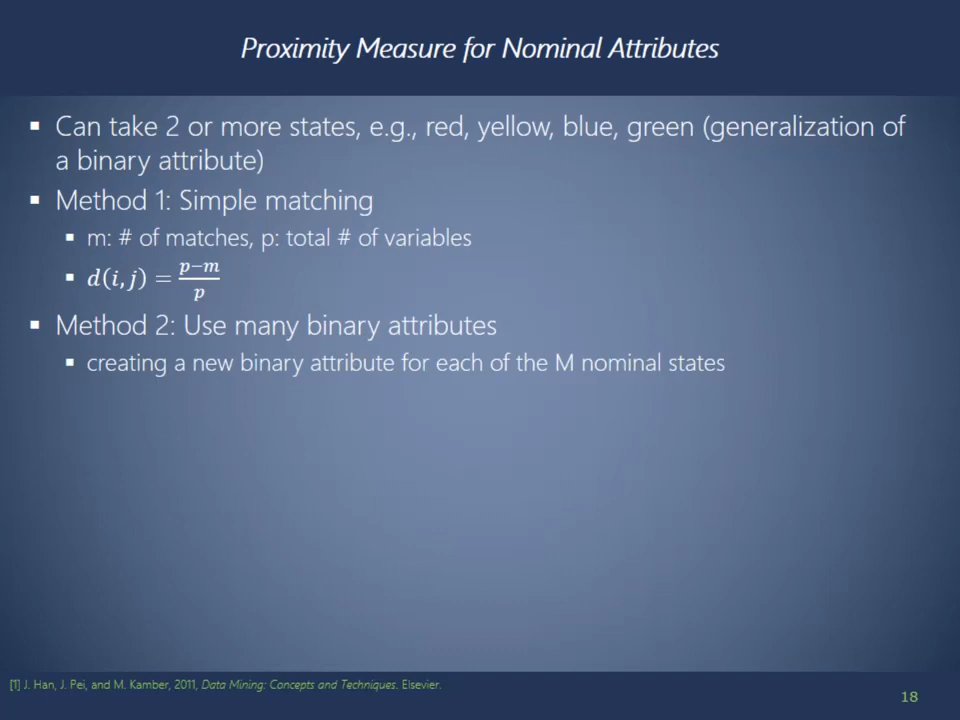 Proximity Measure for Nominal Attributes
▪ Can take 2 or more states, e.g., red, yellow, blue, green (generalization of
a binary attribute)
▪ Method 1: Simple matching
▪ m: # of matches, p: total # of variables
▪ d(i, j) = (p−m)/p
▪ Method 2: Use many binary attributes
▪ creating a new binary attribute for each of the M nominal states
[1] J. Han, J. Pei, and M. Kamber, 2011, Data Mining: Concepts and Techniques. Elsevier.
18